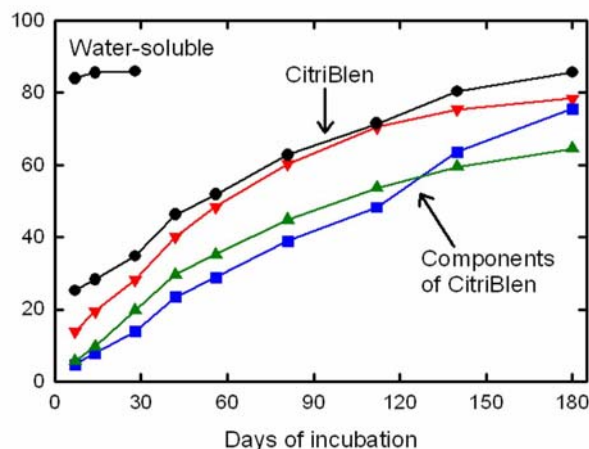 100
80
60
40
20
0
Water-soluble
CitriBlen
Components
of CitriBlen
0 30 60 90 120 150 180
Days of incubation